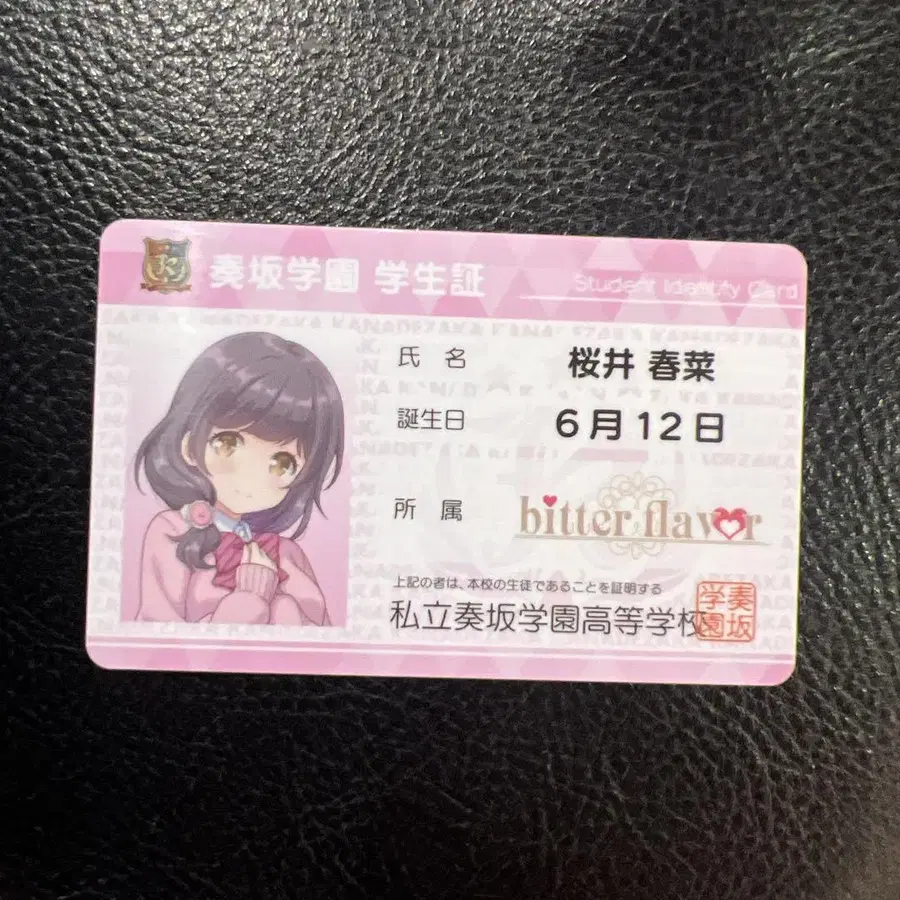 奏坂学園 学生証
Student Identity Card
氏 名 桜井 春菜
誕生日 6月12日
所 属 bitter flavor
上記の者は、本校の生徒であることを証明する
私立奏坂学園高等学校
奏坂
学園